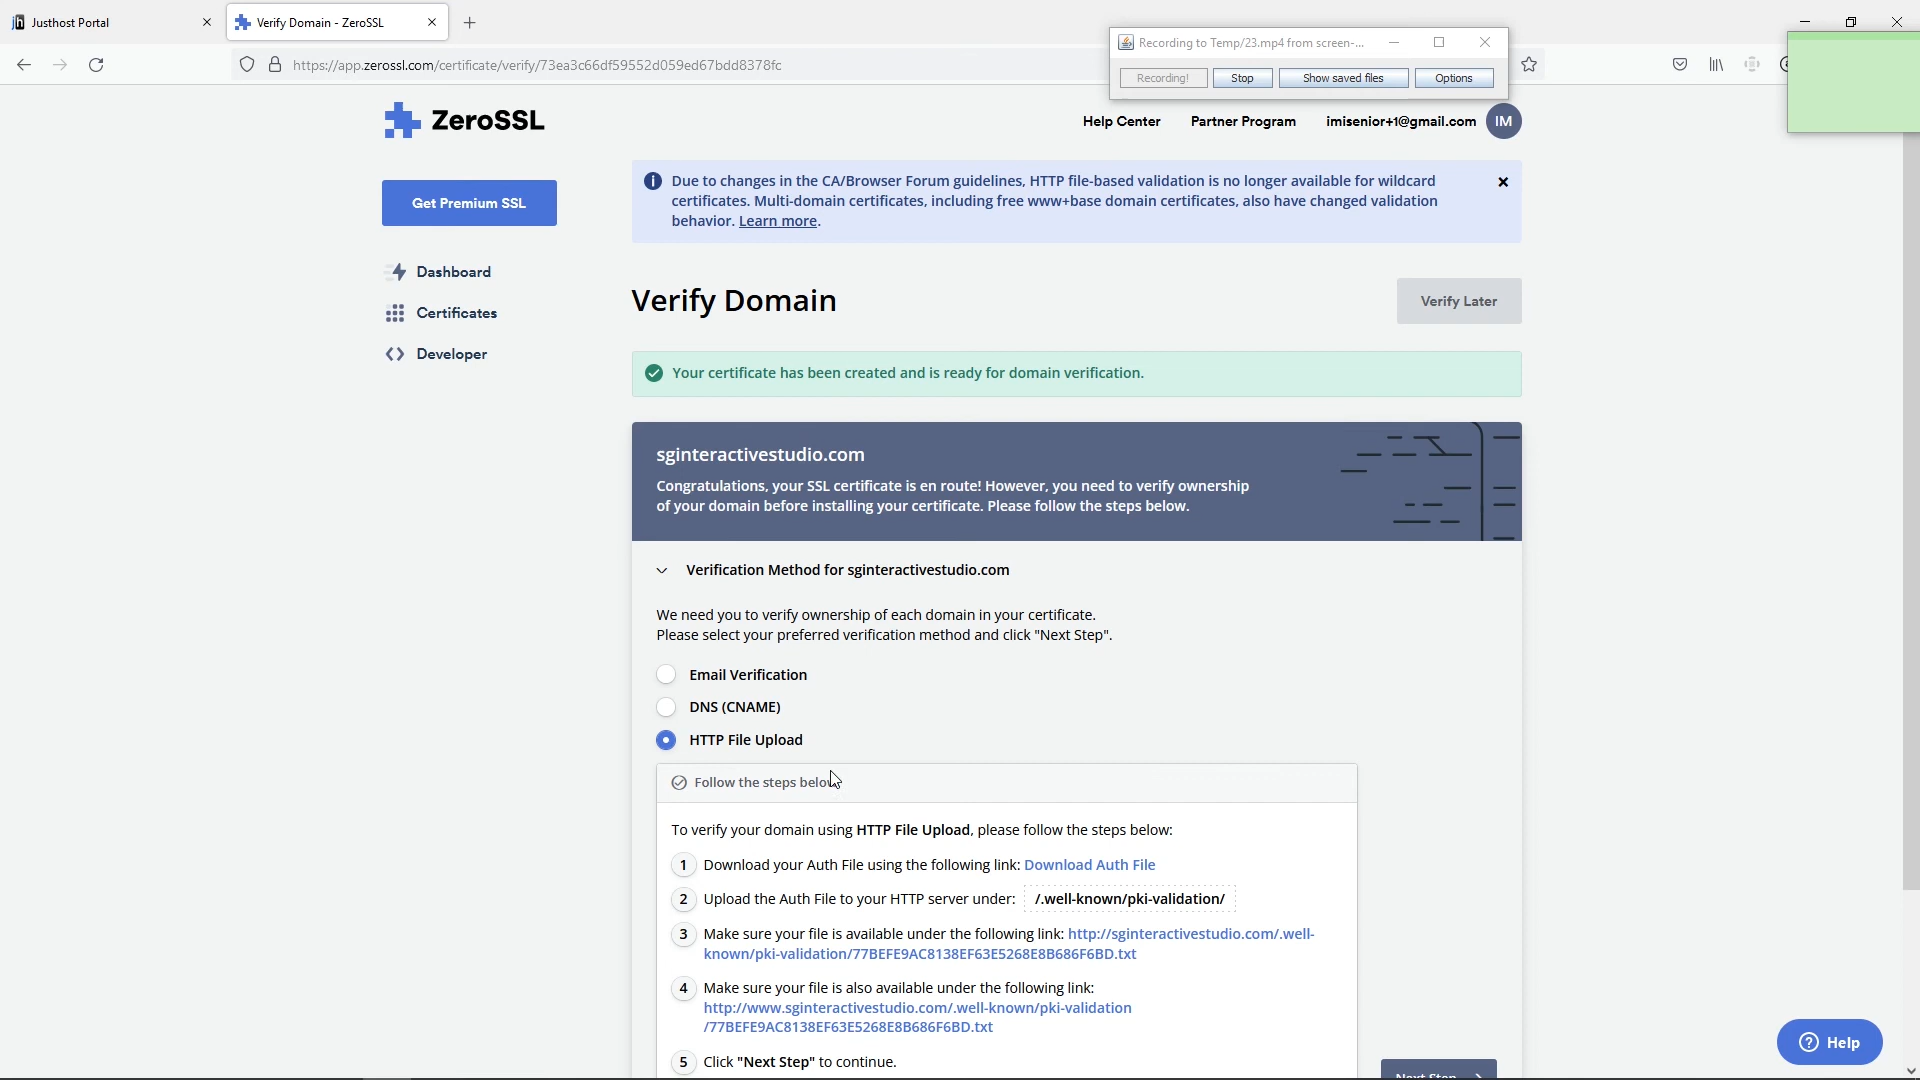 Justhost Portal
Verify Domain - ZeroSSL
Recording to Temp/23.mp4 from screen-...
https://app.zerossl.com/certificate/verify/73ea3c66df59552d059ed67bdd8378fc
Recording!
Stop
Show saved files
Options
ZeroSSL
Help Center
Partner Program
imisenior+1@gmail.com
IM
Get Premium SSL
Due to changes in the CA/Browser Forum guidelines, HTTP file-based validation is no longer available for wildcard
certificates. Multi-domain certificates, including free www+base domain certificates, also have changed validation
behavior. Learn more.
Dashboard
Certificates
Developer
Verify Domain
Verify Later
Your certificate has been created and is ready for domain verification.
sginteractivestudio.com
Congratulations, your SSL certificate is en route! However, you need to verify ownership
of your domain before installing your certificate. Please follow the steps below.
Verification Method for sginteractivestudio.com
We need you to verify ownership of each domain in your certificate.
Please select your preferred verification method and click "Next Step".
Email Verification
DNS (CNAME)
HTTP File Upload
Follow the steps below
To verify your domain using HTTP File Upload, please follow the steps below:
1 Download your Auth File using the following link: Download Auth File
2 Upload the Auth File to your HTTP server under: /.well-known/pki-validation/
3 Make sure your file is available under the following link: http://sginteractivestudio.com/.well-
known/pki-validation/77BEFE9AC8138EF63E5268E8B686F6BD.txt
4 Make sure your file is also available under the following link:
http://www.sginteractivestudio.com/.well-known/pki-validation
/77BEFE9AC8138EF63E5268E8B686F6BD.txt
5 Click "Next Step" to continue.
Next Step
Help